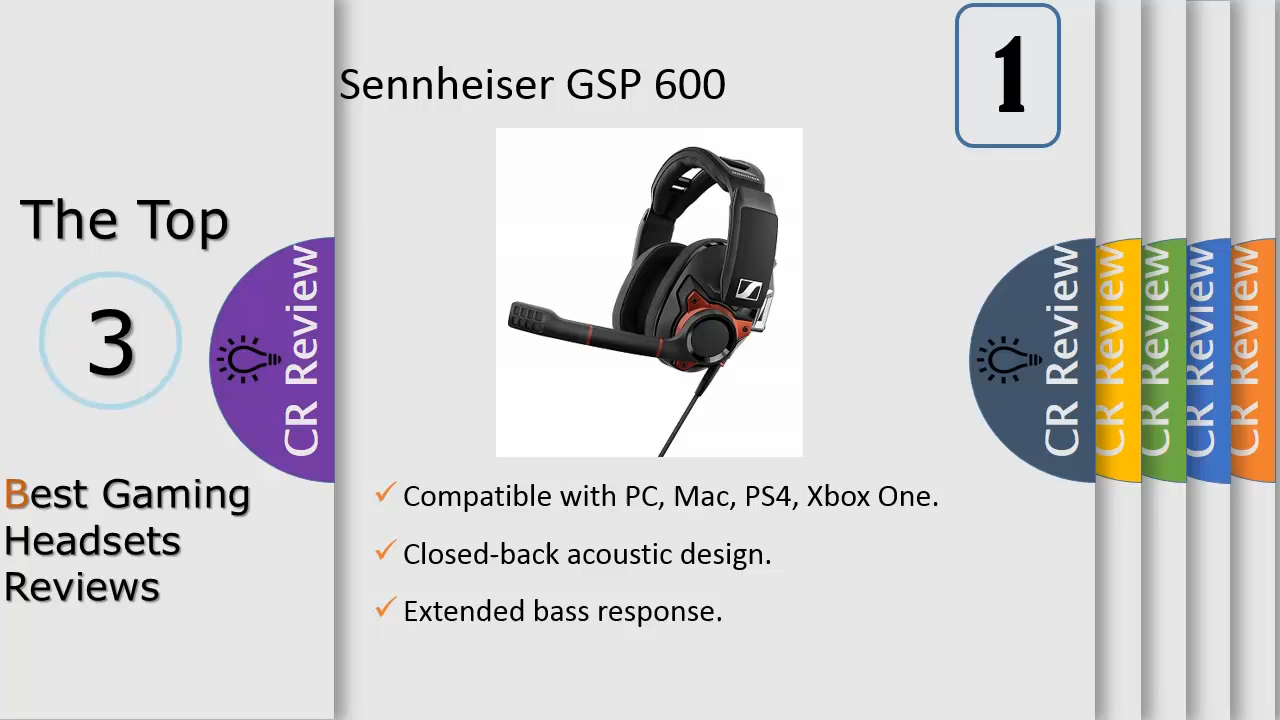 The Top
3
Best Gaming
Headsets
Reviews
CR Review
Sennheiser GSP 600
1
Compatible with PC, Mac, PS4, Xbox One.
Closed-back acoustic design.
Extended bass response.
CR Review
CR Review
CR Review
CR Review
CR Review